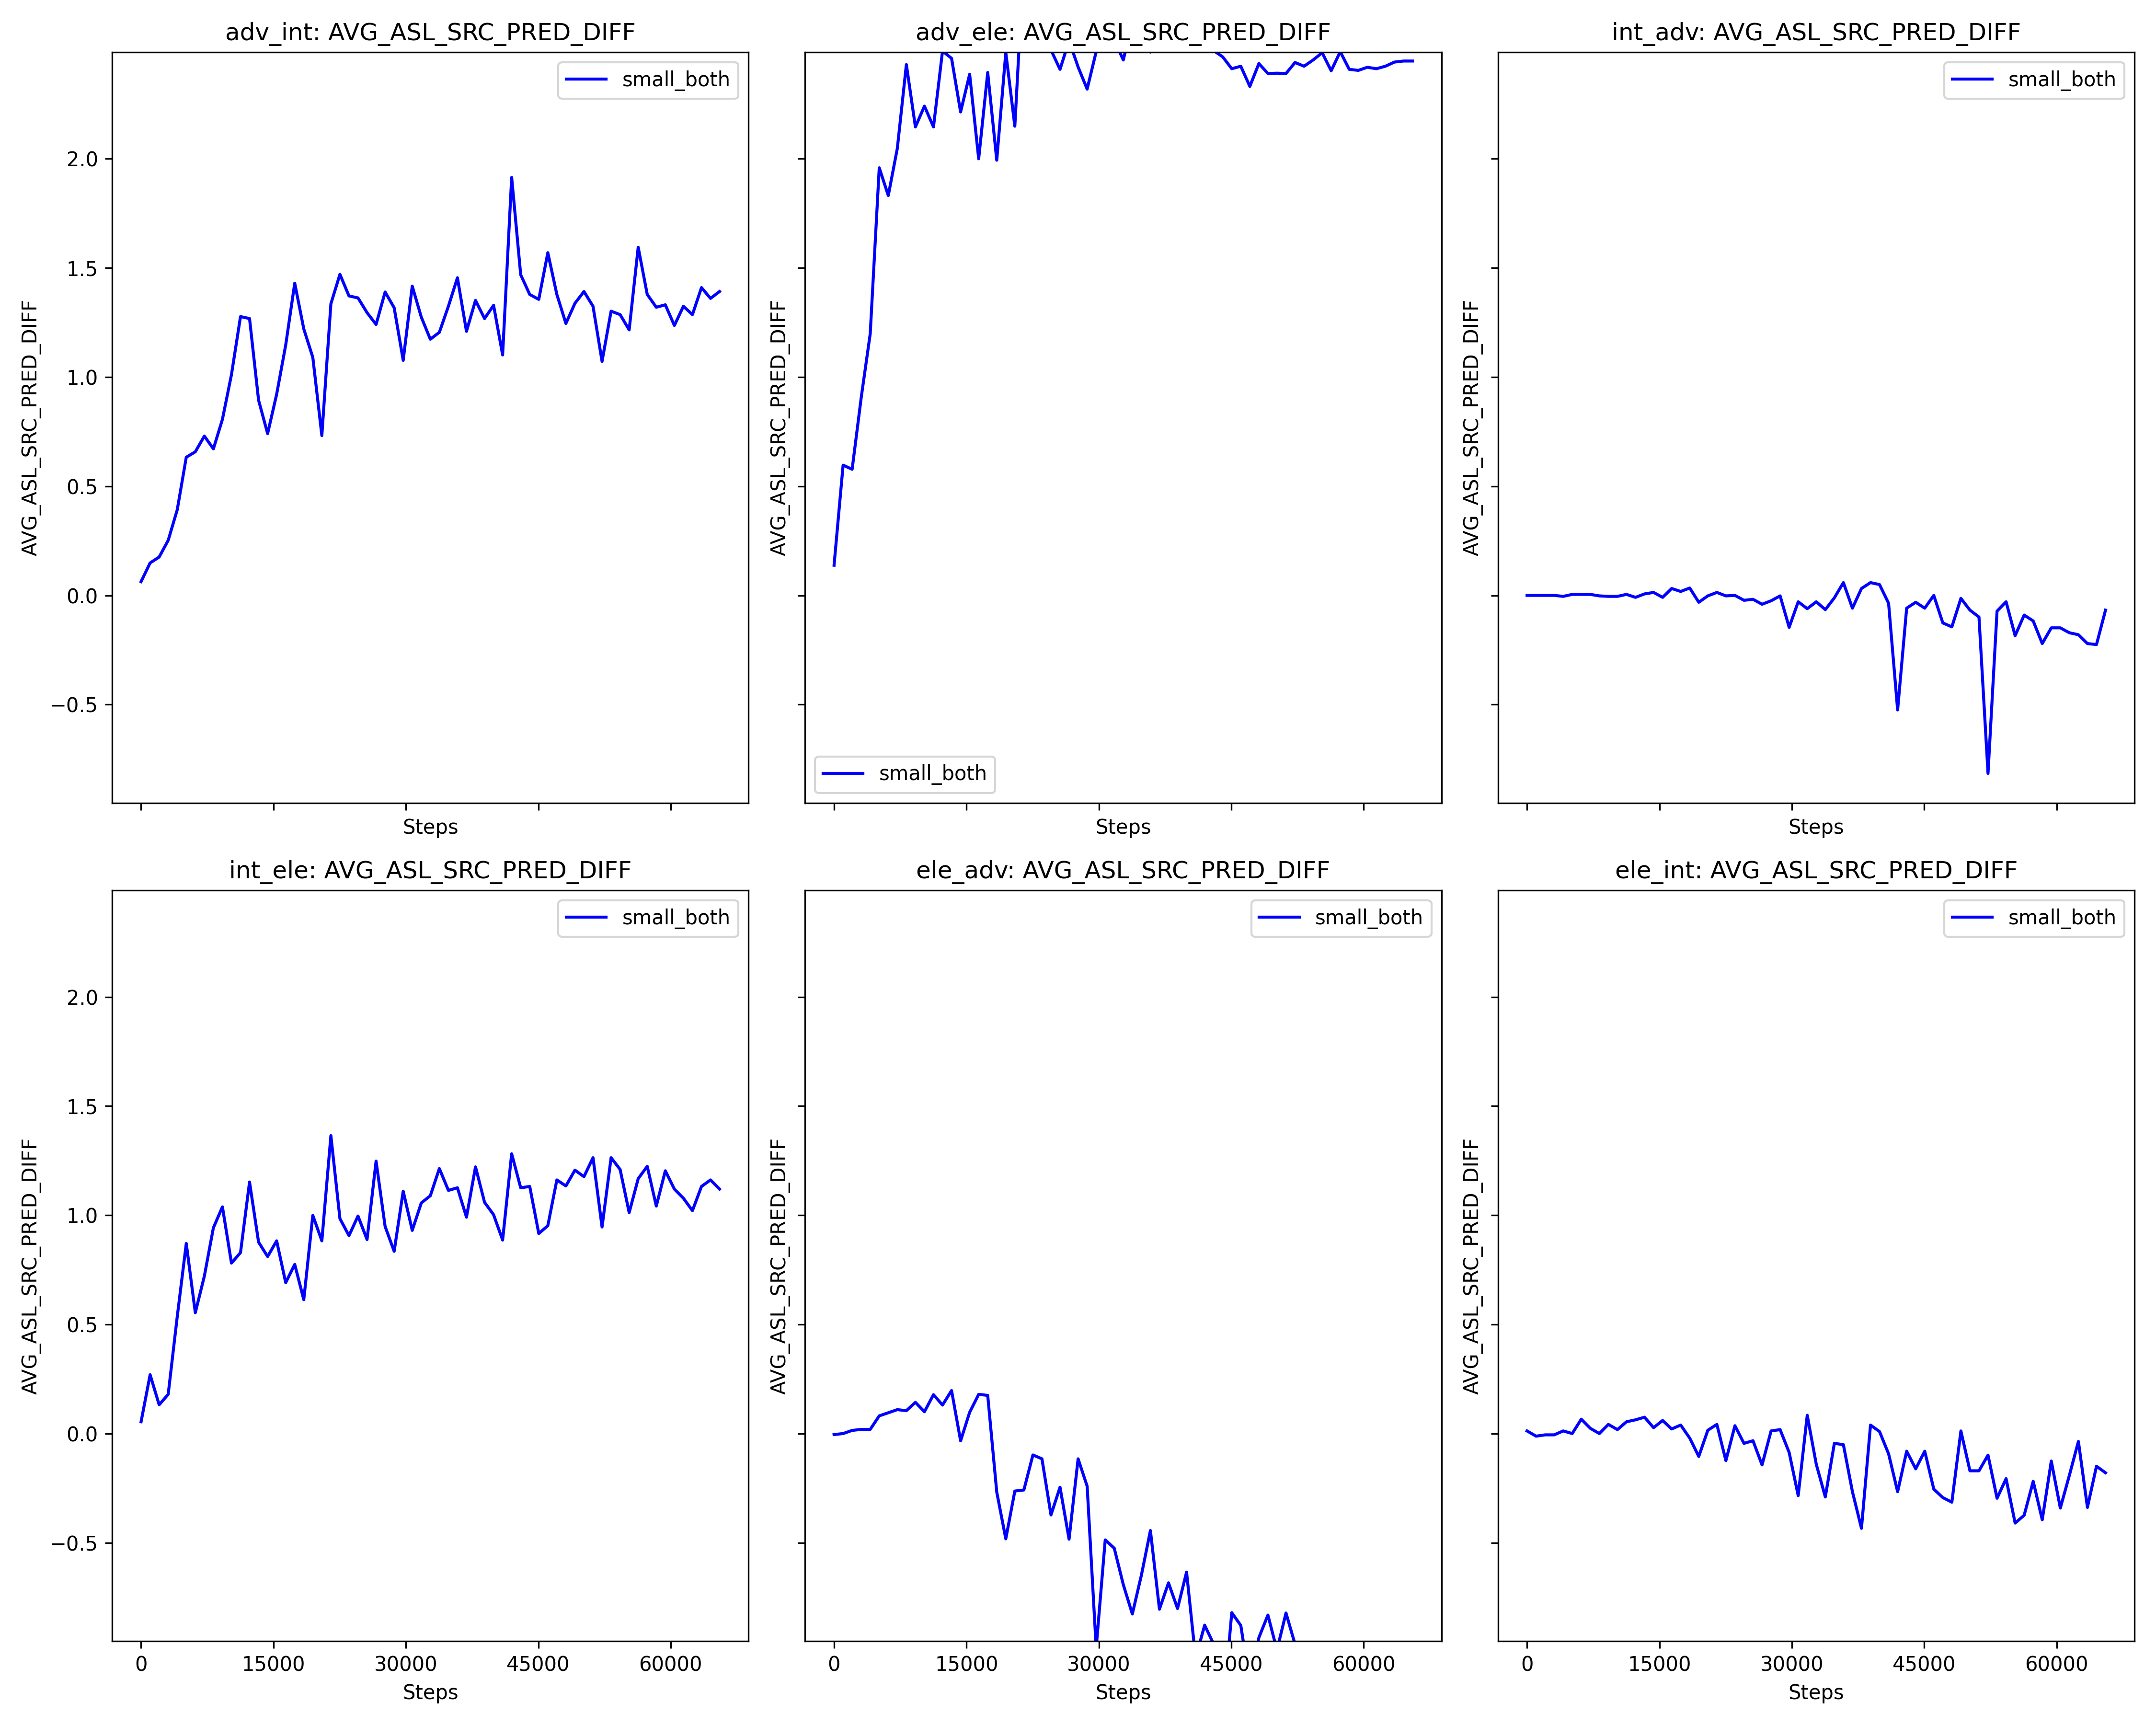 adv_int: AVG_ASL_SRC_PRED_DIFF
small_both
AVG_ASL_SRC_PRED_DIFF
2.0
1.5
1.0
0.5
0.0
−0.5
Steps
adv_ele: AVG_ASL_SRC_PRED_DIFF
AVG_ASL_SRC_PRED_DIFF
small_both
Steps
int_adv: AVG_ASL_SRC_PRED_DIFF
small_both
AVG_ASL_SRC_PRED_DIFF
Steps
int_ele: AVG_ASL_SRC_PRED_DIFF
small_both
AVG_ASL_SRC_PRED_DIFF
2.0
1.5
1.0
0.5
0.0
−0.5
0 15000 30000 45000 60000
Steps
ele_adv: AVG_ASL_SRC_PRED_DIFF
small_both
AVG_ASL_SRC_PRED_DIFF
0 15000 30000 45000 60000
Steps
ele_int: AVG_ASL_SRC_PRED_DIFF
small_both
AVG_ASL_SRC_PRED_DIFF
0 15000 30000 45000 60000
Steps